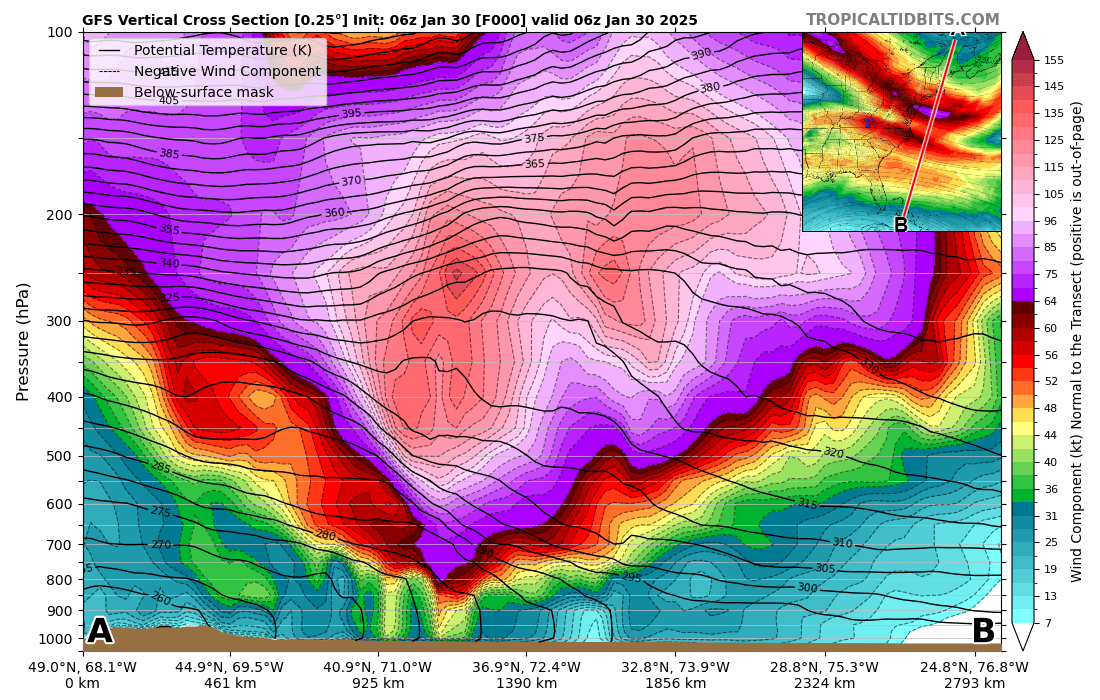 GFS Vertical Cross Section [0.25°] Init: 06z Jan 30 [F000] valid 06z Jan 30 2025
TROPICALTIDBITS.COM
Potential Temperature (K)
Negative Wind Component
Below-surface mask
100
200
300
400
500
600
700
800
900
1000
Pressure (hPa)
405
395
385
375
365
370
360
355
340
335
325
390
380
330
320
315
310
305
300
295
290
285
280
275
270
260
A
B
A
B
49.0°N,68.1°W
44.9°N,69.5°W
40.9°N,71.0°W
36.9°N,72.4°W
32.8°N,73.9°W
28.8°N,75.3°W
24.8°N,76.8°W
0 km
461 km
925 km
1390 km
1856 km
2324 km
2793 km
155
145
135
125
115
105
96
85
75
64
60
56
52
48
44
40
36
31
25
19
13
7
Wind Component (kt) Normal to the Transect (positive is out-of-page)